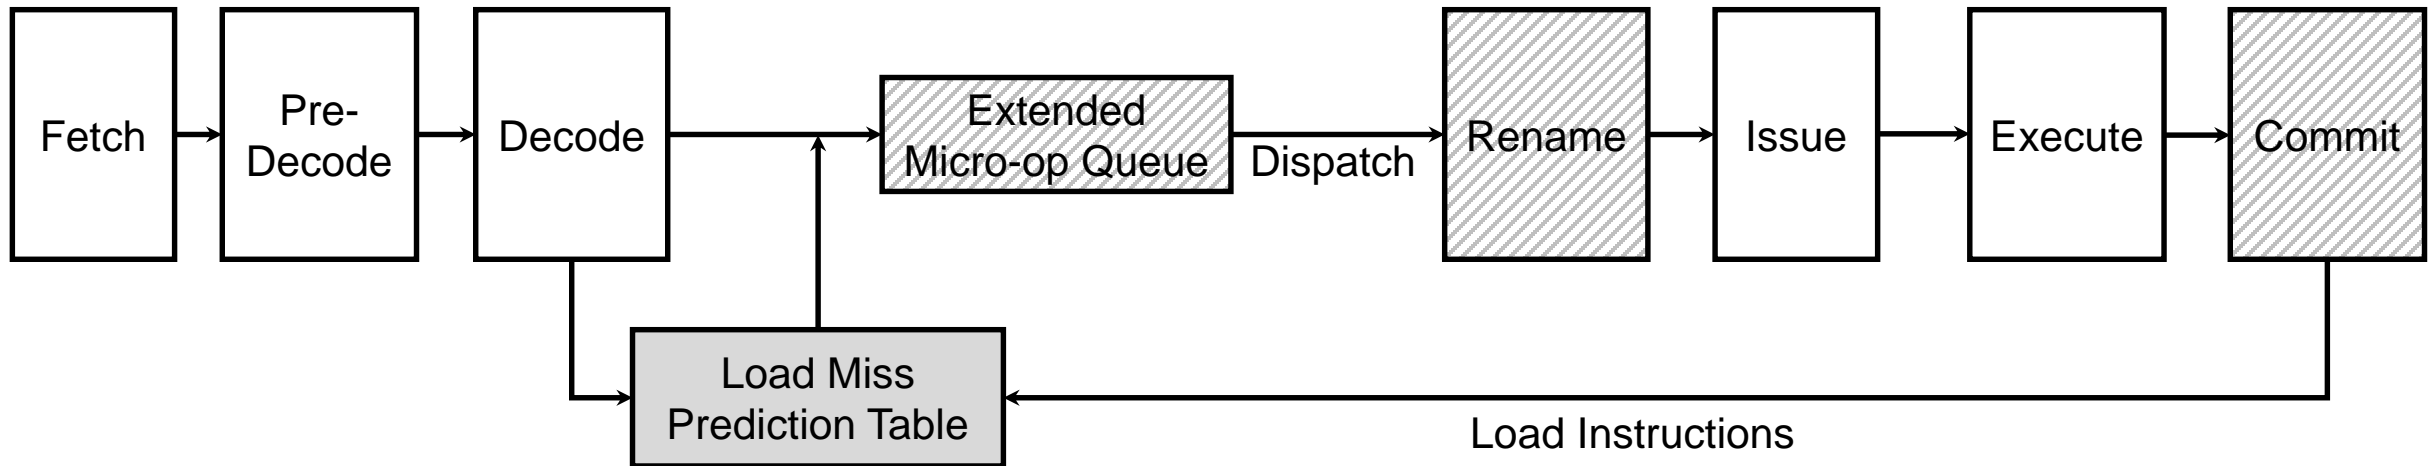 Fetch
Pre-
Decode
Decode
Extended
Micro-op Queue
Dispatch
Rename
Issue
Execute
Commit
Load Miss
Prediction Table
Load Instructions